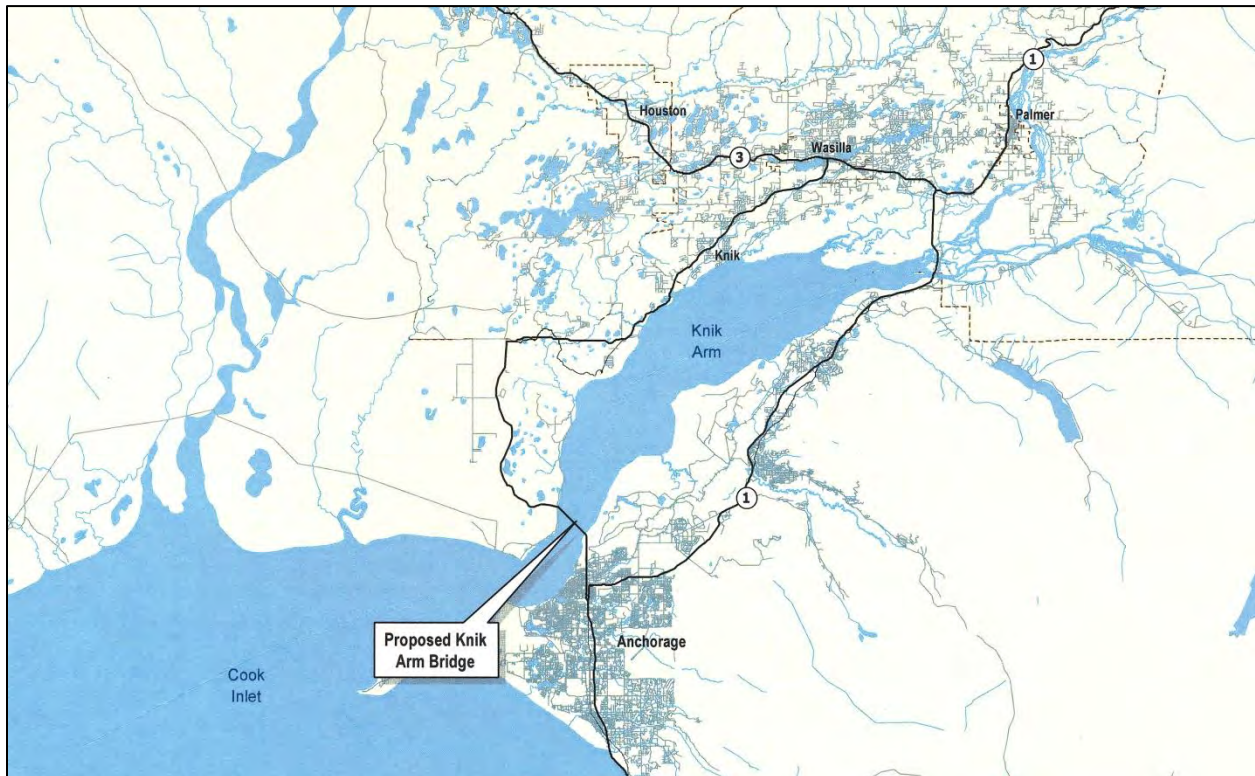 1
Houston
Palmer
3
Wasilla
Knik
Knik
Arm
1
Proposed Knik
Arm Bridge
Anchorage
Cook
Inlet